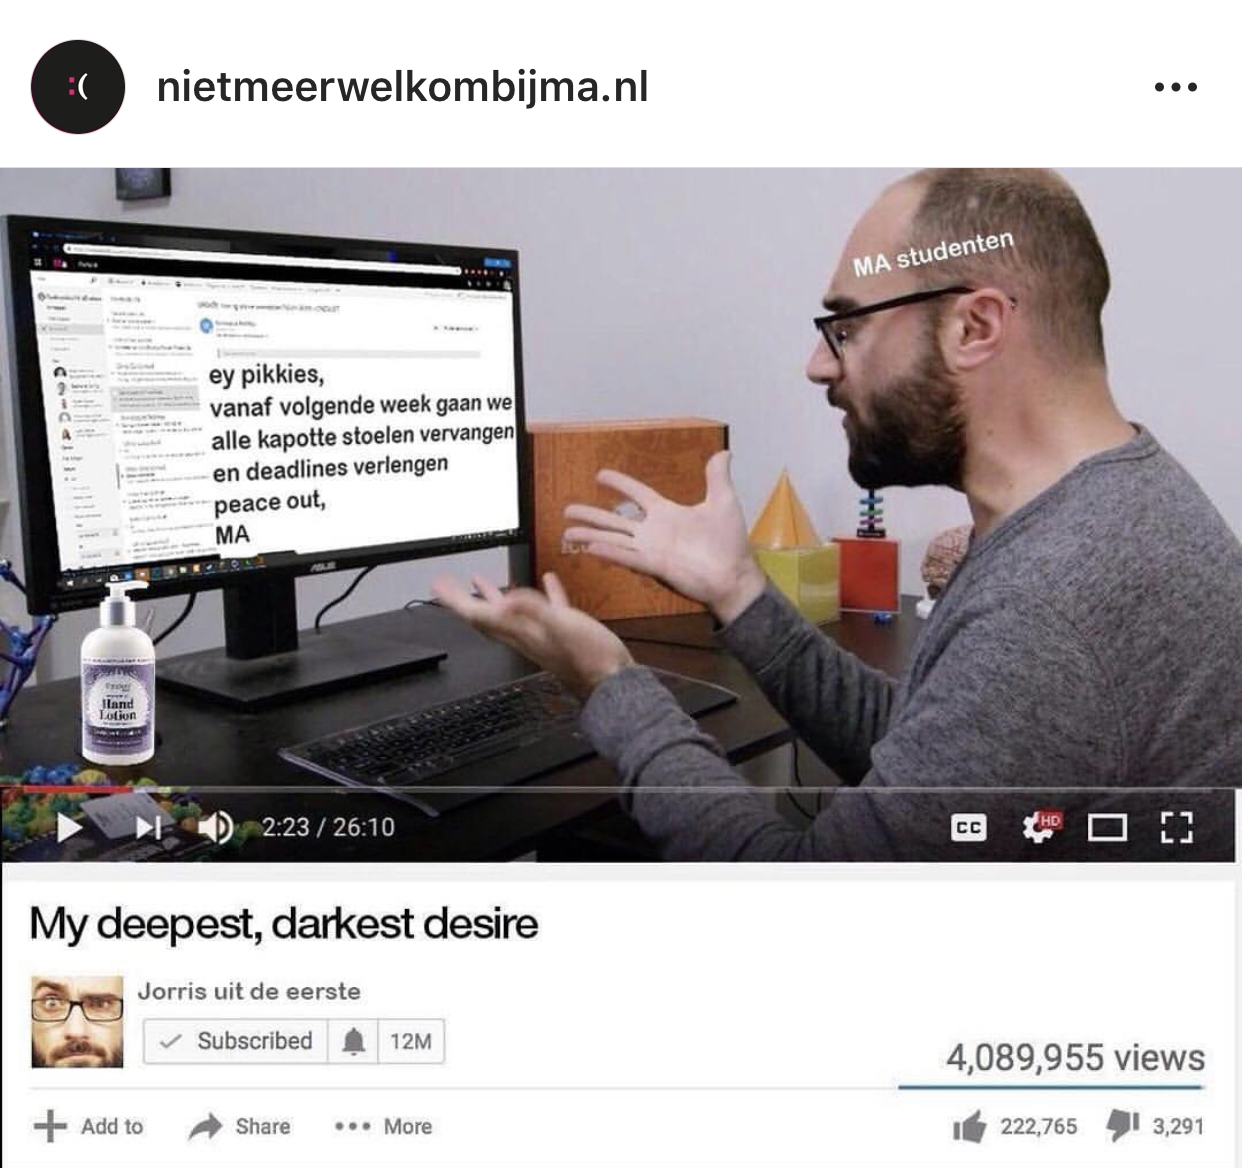 nietmeerwelkombijma.nl
MA studenten
ey pikkies,
vanaf volgende week gaan we
alle kapotte stoelen vervangen
en deadlines verlengen
peace out,
MA
ASUS
Hand
Lotion
2:23 / 26:10
CC
HD
My deepest, darkest desire
Jorris uit de eerste
Subscribed 12M
4,089,955 views
Add to Share More
222,765 3,291